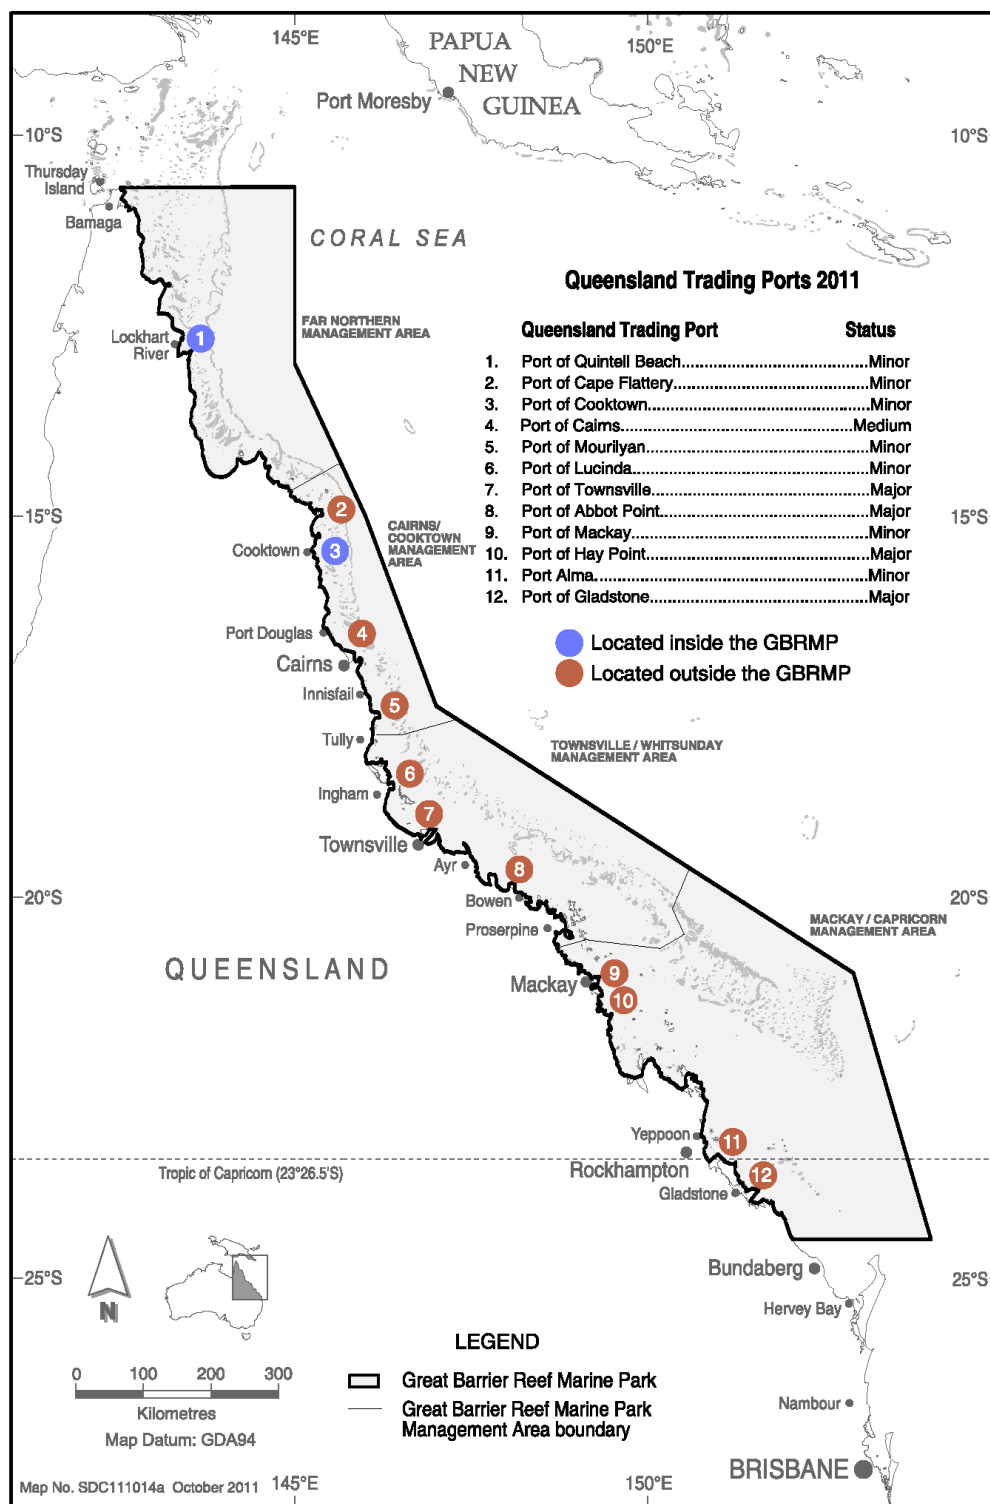 145°E
150°E
PAPUA
NEW
GUINEA
Port Moresby
10°S
10°S
Thursday
Island
Bamaga
CORAL SEA
Queensland Trading Ports 2011
Queensland Trading Port Status
1. Port of Quintell Beach Minor
2. Port of Cape Flattery Minor
3. Port of Cooktown Minor
4. Port of Cairns Medium
5. Port of Mourilyan Minor
6. Port of Lucinda Minor
7. Port of Townsville Major
8. Port of Abbot Point Major
9. Port of Mackay Minor
10. Port of Hay Point Major
11. Port Alma Minor
12. Port of Gladstone Major
Located inside the GBRMP
Located outside the GBRMP
FAR NORTHERN
MANAGEMENT AREA
Lockhart
River
1
2
15°S
15°S
CAIRNS/
COOKTOWN
MANAGEMENT
AREA
Cooktown
3
Port Douglas
4
Cairns
Innisfail
5
Tully
TOWNSVILLE / WHITSUNDAY
MANAGEMENT AREA
6
Ingham
7
Townsville
Ayr
8
Bowen
20°S
20°S
Proserpine
MACKAY / CAPRICORN
MANAGEMENT AREA
QUEENSLAND
9
Mackay
10
Yeppoon
11
Rockhampton
Tropic of Capricorn (23°26.5'S)
12
Gladstone
Bundaberg
25°S
25°S
Hervey Bay
N
LEGEND
Great Barrier Reef Marine Park
Great Barrier Reef Marine Park
Management Area boundary
0 100 200 300
Kilometres
Map Datum: GDA94
Nambour
BRISBANE
Map No. SDC111014a October 2011
145°E
150°E